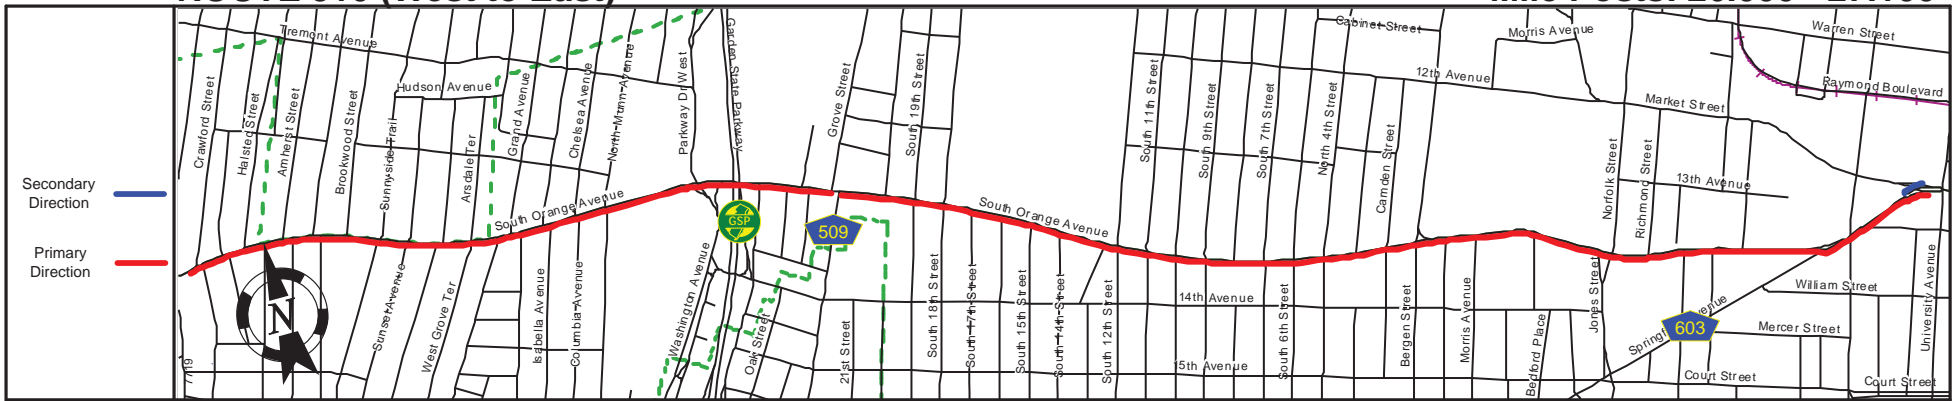 Secondary
Direction
Primary
Direction
Tremont Avenue
Hudson Avenue
Crawford Street
Halsted Street
Amherst Street
Brookwood Street
Sunnyside Trail
Arsdale Ter
Grand Avenue
Chelsea Avenue
North Munn Avenue
Parkway Dr West
Garden State Parkway
Grove Street
South 19th Street
South Orange Avenue
South Orange Avenue
GSP
509
Cabinet Street
Morris Avenue
Warren Street
12th Avenue
Raymond Boulevard
Market Street
South 11th Street
South 9th Street
South 7th Street
North 4th Street
Camden Street
Norfolk Street
Richmond Street
13th Avenue
N
Sunset Avenue
West Grove Ter
Isabella Avenue
Columbia Avenue
Washington Avenue
Oak Street
21st Street
South 18th Street
South 17th Street
South 15th Street
South 14th Street
South 12th Street
14th Avenue
15th Avenue
South 6th Street
Bergen Street
Morris Avenue
Bedford Place
Jones Street
603
William Street
Mercer Street
Court Street
Court Street
University Avenue